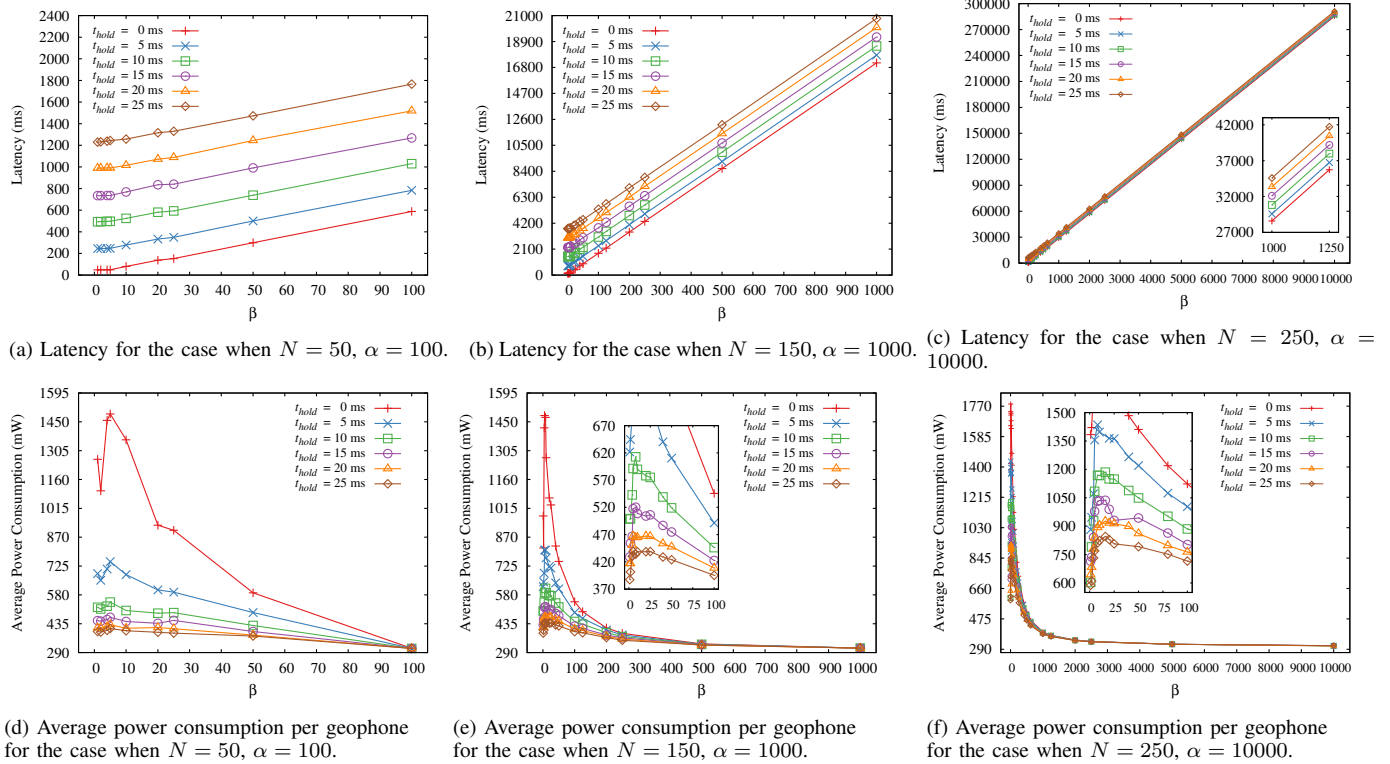 2400
2200
2000
1800
1600
1400
1200
1000
800
600
400
200
0
Latency (ms)
t_hold = 0 ms
t_hold = 5 ms
t_hold = 10 ms
t_hold = 15 ms
t_hold = 20 ms
t_hold = 25 ms
0 10 20 30 40 50 60 70 80 90 100
β
(a) Latency for the case when N = 50, α = 100.
21000
18900
16800
14700
12600
10500
8400
6300
4200
2100
0
Latency (ms)
t_hold = 0 ms
t_hold = 5 ms
t_hold = 10 ms
t_hold = 15 ms
t_hold = 20 ms
t_hold = 25 ms
0 100 200 300 400 500 600 700 800 900 1000
β
(b) Latency for the case when N = 150, α = 1000.
300000
270000
240000
210000
180000
150000
120000
90000
60000
30000
0
Latency (ms)
t_hold = 0 ms
t_hold = 5 ms
t_hold = 10 ms
t_hold = 15 ms
t_hold = 20 ms
t_hold = 25 ms
42000
37000
32000
27000
1000 1250
0 1000 2000 3000 4000 5000 6000 7000 8000 9000 10000
β
(c) Latency for the case when N = 250, α =
10000.
1595
1450
1305
1160
1015
870
725
580
435
290
Average Power Consumption (mW)
t_hold = 0 ms
t_hold = 5 ms
t_hold = 10 ms
t_hold = 15 ms
t_hold = 20 ms
t_hold = 25 ms
0 10 20 30 40 50 60 70 80 90 100
β
(d) Average power consumption per geophone
for the case when N = 50, α = 100.
1595
1450
1305
1160
1015
870
725
580
435
290
Average Power Consumption (mW)
t_hold = 0 ms
t_hold = 5 ms
t_hold = 10 ms
t_hold = 15 ms
t_hold = 20 ms
t_hold = 25 ms
670
620
570
520
470
420
370
0 25 50 75 100
0 100 200 300 400 500 600 700 800 900 1000
β
(e) Average power consumption per geophone
for the case when N = 150, α = 1000.
1770
1585
1400
1215
1030
845
660
475
290
Average Power Consumption (mW)
t_hold = 0 ms
t_hold = 5 ms
t_hold = 10 ms
t_hold = 15 ms
t_hold = 20 ms
t_hold = 25 ms
1500
1350
1200
1050
900
750
600
0 25 50 75 100
0 1000 2000 3000 4000 5000 6000 7000 8000 9000 10000
β
(f) Average power consumption per geophone
for the case when N = 250, α = 10000.